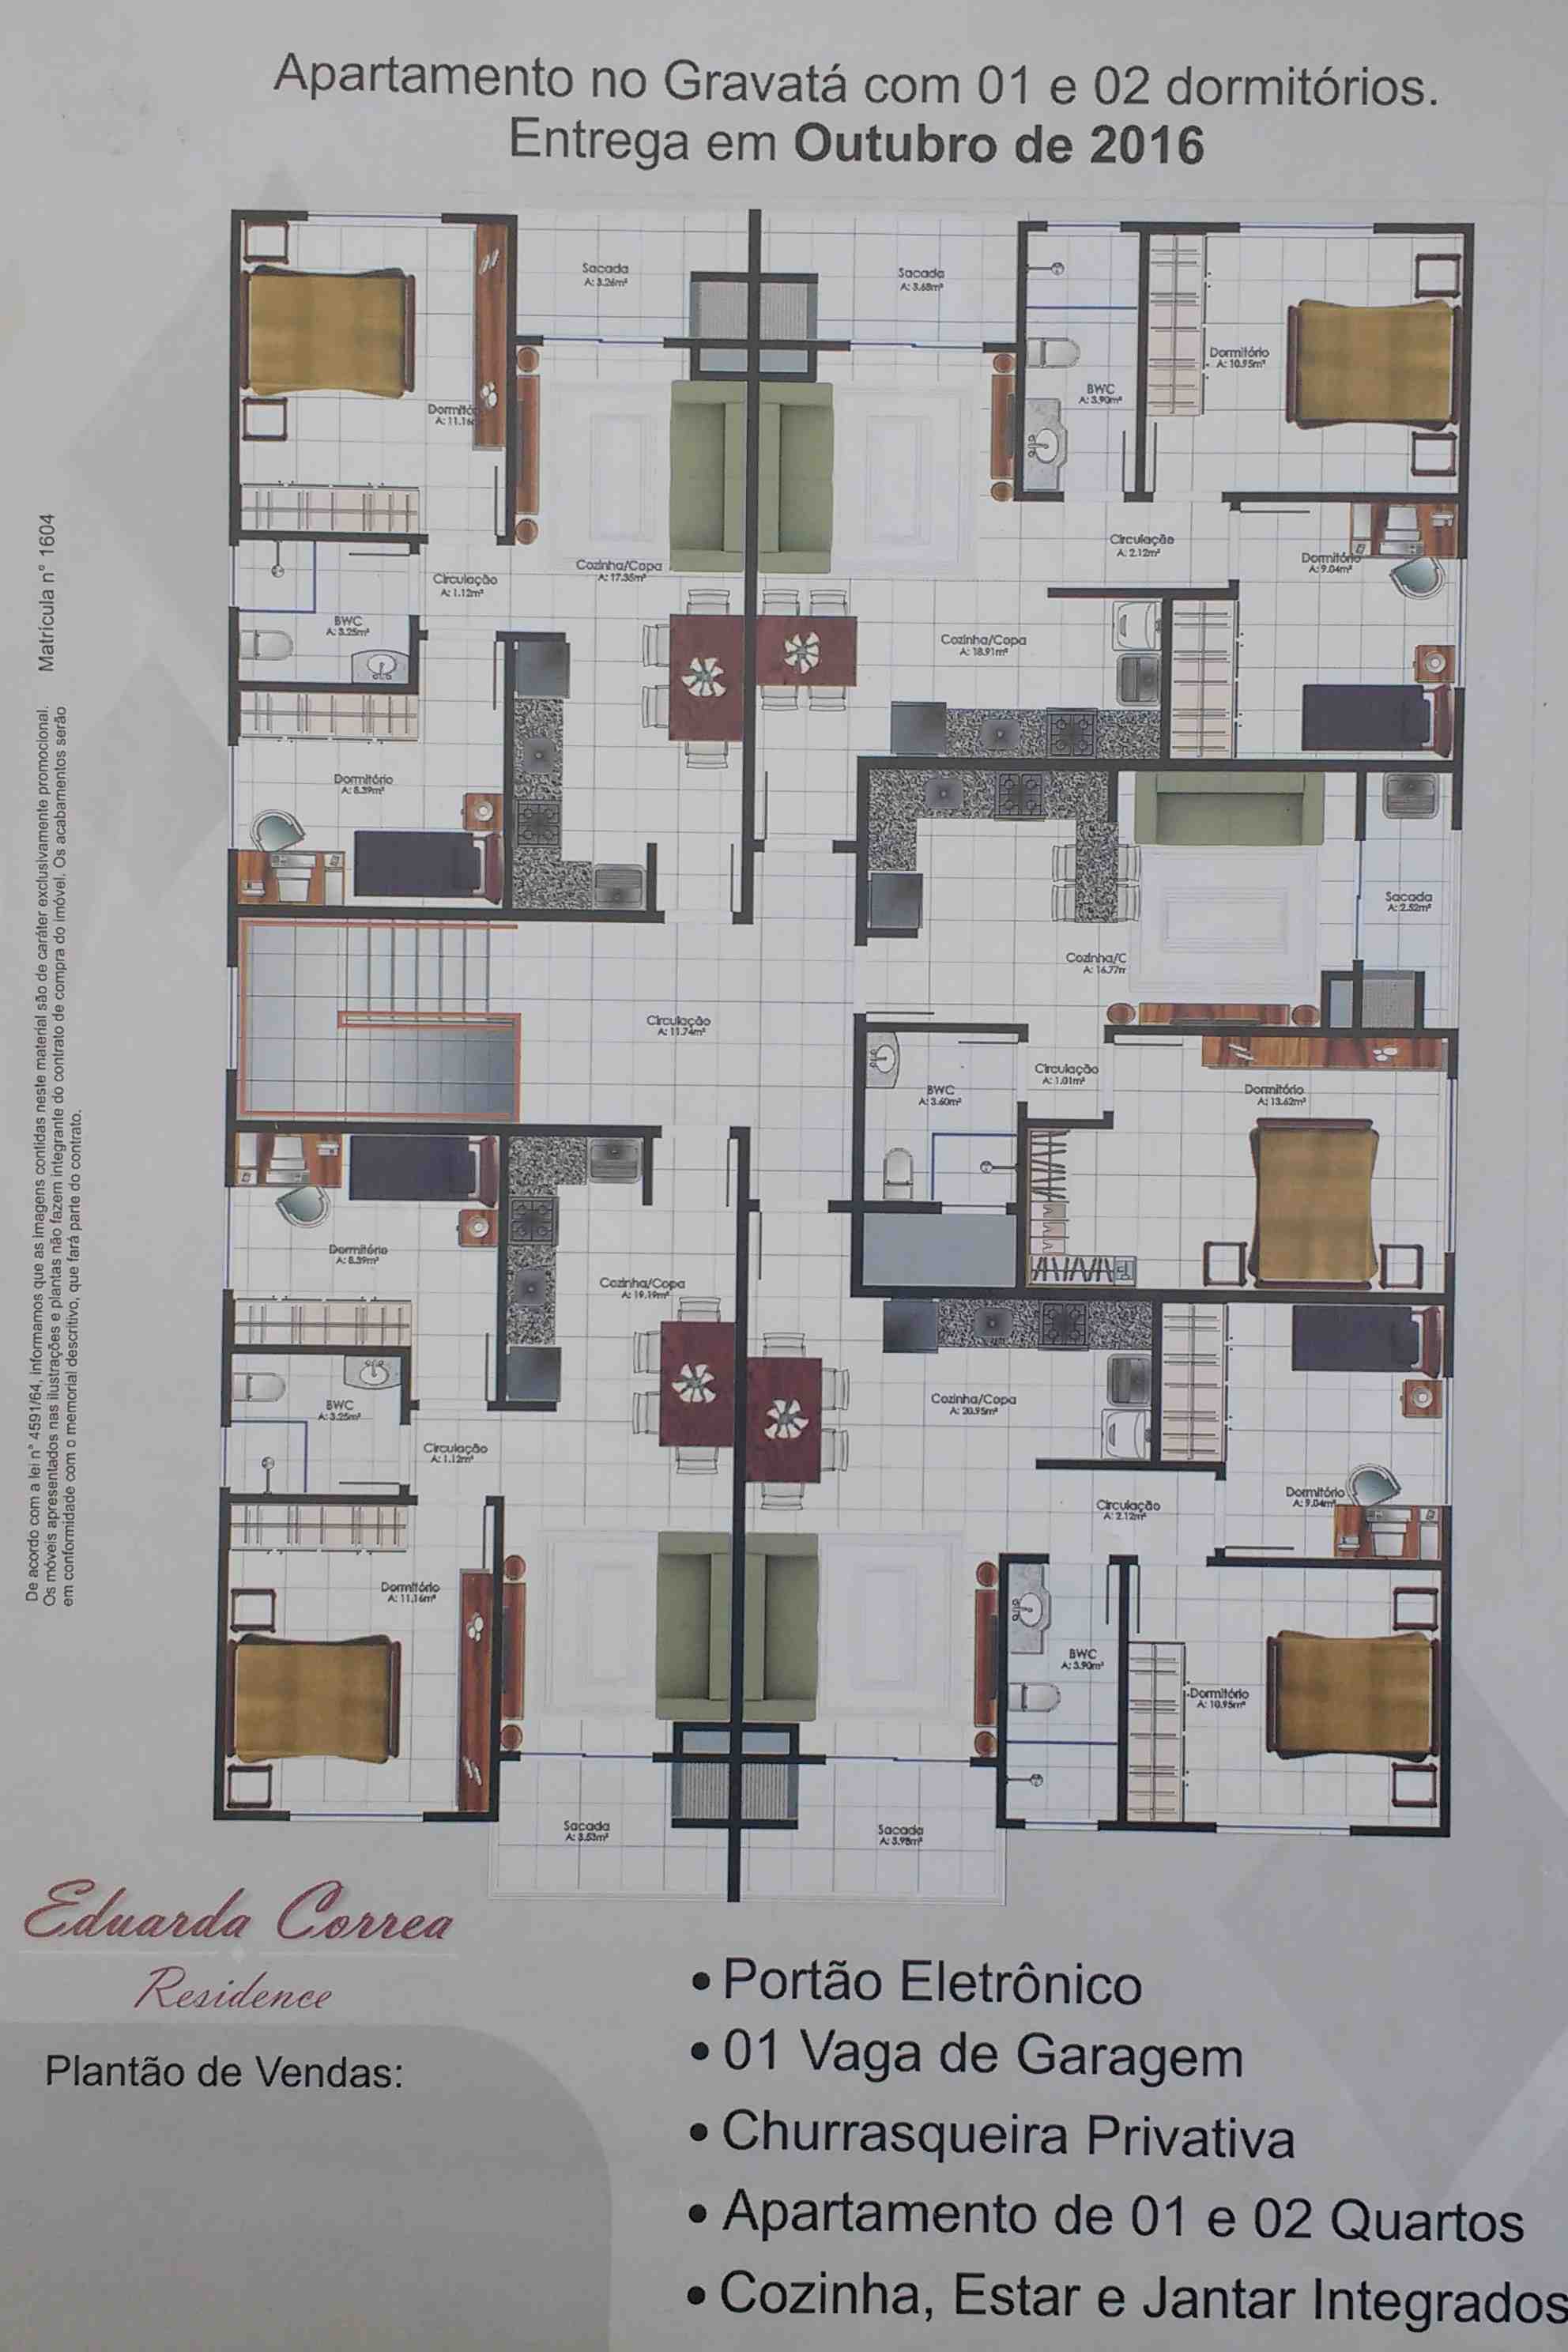 Apartamento no Gravatá com 01 e 02 dormitórios.
Entrega em Outubro de 2016
Sacada
A: 3.26m²
Sacada
A: 3.68m²
Dormitório
A: 10.95m²
BWC
A: 3.90m²
Dormitó
A: 11.16
Circulação
A: 2.12m²
Dormitório
A: 9.04m²
Cozinha/Copa
A: 17.35m²
Circulação
A: 1.12m²
BWC
A: 3.25m²
Cozinha/Copa
A: 18.91m²
Dormitório
A: 8.39m²
Sacada
A: 2.52m²
Cozinha/C
A: 16.77
Circulação
A: 11.74m²
Circulação
A: 1.01m²
BWC
A: 3.60m²
Dormitório
A: 13.62m²
Dormitório
A: 8.39m²
Cozinha/Copa
A: 19.19m²
Cozinha/Copa
A: 20.95m²
BWC
A: 3.25m²
Circulação
A: 1.12m²
Dormitório
A: 9.04m²
Circulação
A: 2.12m²
Dormitório
A: 11.16m²
BWC
A: 3.90m²
Dormitório
A: 10.95m²
Sacada
A: 3.53m²
Sacada
A: 3.98m²
De acordo com a lei n° 4591/64, informamos que as imagens contidas neste material são de caráter exclusivamente promocional. Matrícula n° 1604
Os móveis apresentados nas ilustrações e plantas não fazem integrante do contrato de compra do imóvel. Os acabamentos serão
em conformidade com o memorial descritivo, que fará parte do contrato.
Eduarda Correa
Residence
Plantão de Vendas:
• Portão Eletrônico
• 01 Vaga de Garagem
• Churrasqueira Privativa
• Apartamento de 01 e 02 Quartos
• Cozinha, Estar e Jantar Integrados